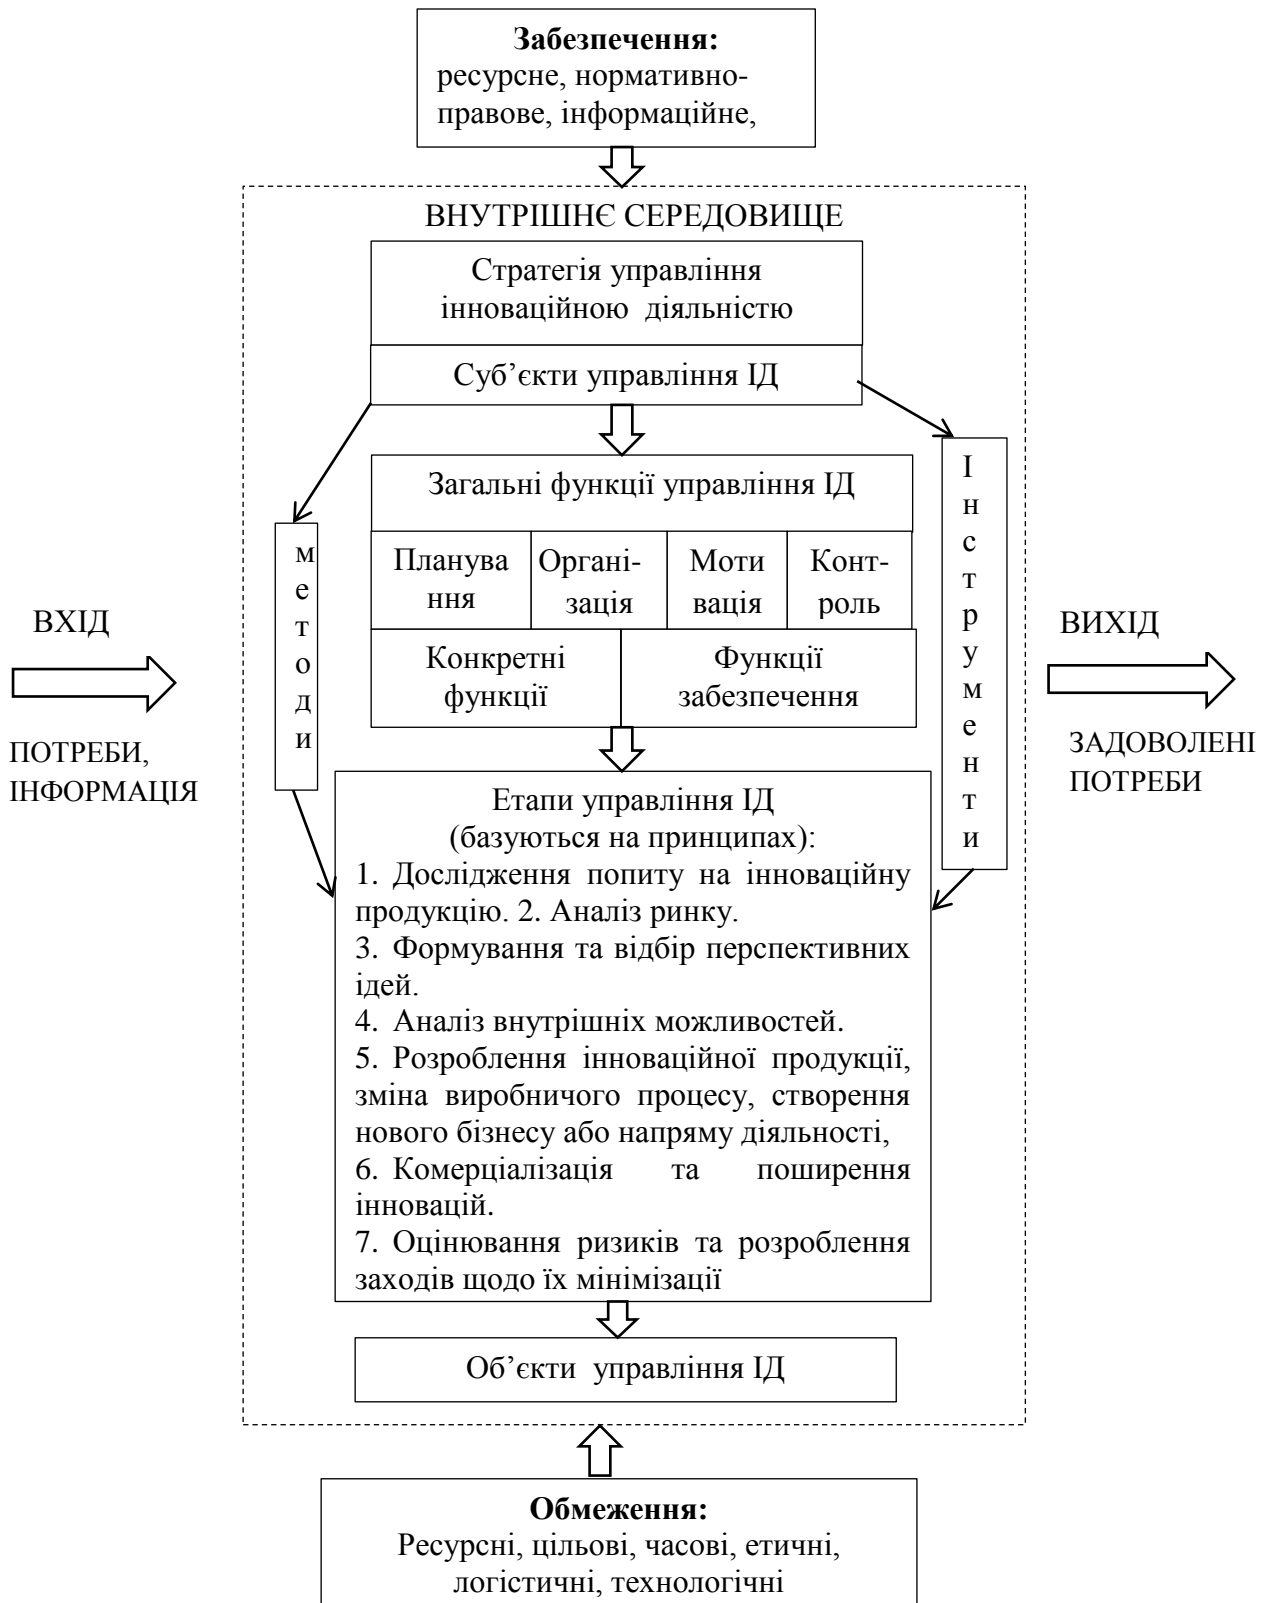 Забезпечення:
ресурсне, нормативно-
правове, інформаційне,
ВНУТРІШНЄ СЕРЕДОВИЩЕ
Стратегія управління
інноваційною діяльністю
Суб’єкти управління ІД
Загальні функції управління ІД
Планува
ння
Органі-
зація
Моти
вація
Конт-
роль
Конкретні
функції
Функції
забезпечення
методи
Інструменти
ВХІД
ПОТРЕБИ,
ІНФОРМАЦІЯ
ВИХІД
ЗАДОВОЛЕНІ
ПОТРЕБИ
Етапи управління ІД
(базуються на принципах):
1. Дослідження попиту на інноваційну
продукцію. 2. Аналіз ринку.
3. Формування та відбір перспективних
ідей.
4. Аналіз внутрішніх можливостей.
5. Розроблення інноваційної продукції,
зміна виробничого процесу, створення
нового бізнесу або напряму діяльності,
6. Комерціалізація та поширення
інновацій.
7. Оцінювання ризиків та розроблення
заходів щодо їх мінімізації
Об’єкти управління ІД
Обмеження:
Ресурсні, цільові, часові, етичні,
логістичні, технологічні